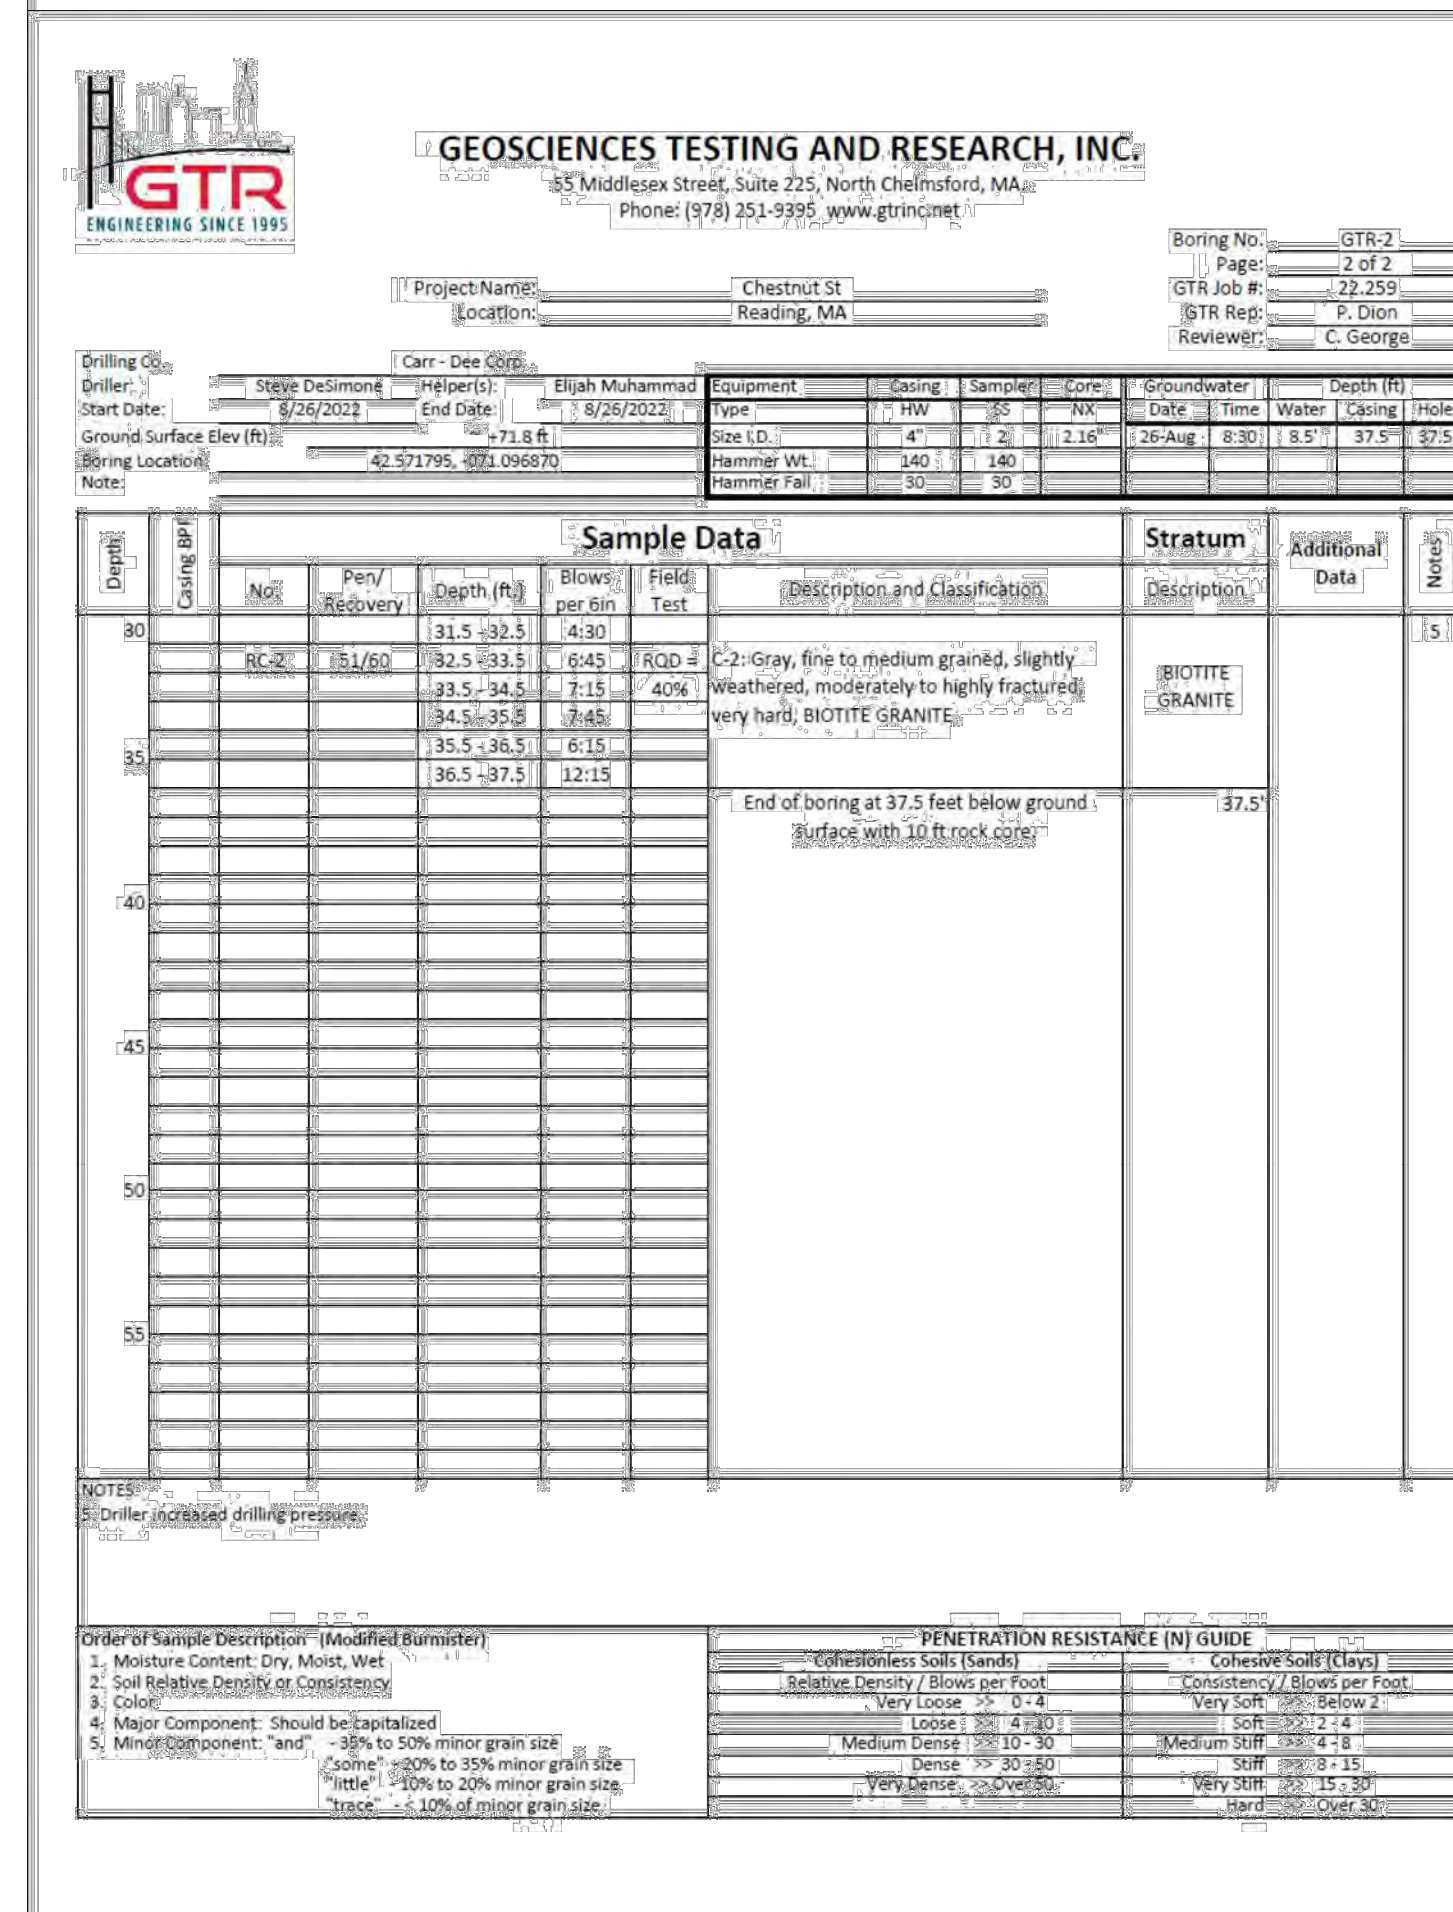 GTR
ENGINEERING SINCE 1995
GEOSCIENCES TESTING AND RESEARCH, INC.
55 Middlesex Street, Suite 225, North Chelmsford, MA.
Phone: (978) 251-9395 www.gtrinc.net
Boring No.: GTR-2
Page: 2 of 2
Project Name: Chestnut St GTR Job #: 22.259
Location: Reading, MA GTR Rep: P. Dion
Reviewer: C. George
Drilling Co. Carr - Dee Corp.
Driller: Steve DeSimone Helper(s): Elijah Muhammad Equipment Casing Sampler Core Groundwater Depth (ft)
Start Date: 8/26/2022 End Date: 8/26/2022 Type HW SS NX Date Time Water Casing Hole
Ground Surface Elev (ft) +71.8 ft Size I.D. 4" 2 2.16" 26-Aug 8:30 8.5' 37.5 37.5
Boring Location: 42.571795, -071.096870 Hammer Wt. 140 140
Note: Hammer Fall 30 30
Depth Casing BPF Sample Data Stratum Additional Data Notes
No. Pen/ Recovery Depth (ft.) Blows per 6in Field Test Description and Classification Description
30 31.5 - 32.5 4:30 5
RC-2 51/60 32.5 - 33.5 6:45 RQD = C-2: Gray, fine to medium grained, slightly BIOTITE
33.5 - 34.5 7:15 40% weathered, moderately to highly fractured, GRANITE
34.5 - 35.5 7:45 very hard, BIOTITE GRANITE
35 35.5 - 36.5 6:15
36.5 - 37.5 12:15
End of boring at 37.5 feet below ground 37.5'
surface with 10 ft rock core.
40
45
50
55
NOTES:
5. Driller increased drilling pressure.
Order of Sample Description (Modified Burmister) PENETRATION RESISTANCE (N) GUIDE
1. Moisture Content: Dry, Moist, Wet Cohesionless Soils (Sands) Cohesive Soils (Clays)
2. Soil Relative Density or Consistency Relative Density / Blows per Foot Consistency / Blows per Foot
3. Color Very Loose >> 0 - 4 Very Soft >> Below 2
4. Major Component: Should be capitalized Loose >> 4 - 10 Soft >> 2 - 4
5. Minor Component: "and" - 35% to 50% minor grain size Medium Dense >> 10 - 30 Medium Stiff >> 4 - 8
"some" - 20% to 35% minor grain size Dense >> 30 - 50 Stiff >> 8 - 15
"little" - 10% to 20% minor grain size Very Dense >> Over 50 Very Stiff >> 15 - 30
"trace" - < 10% of minor grain size Hard >> Over 30